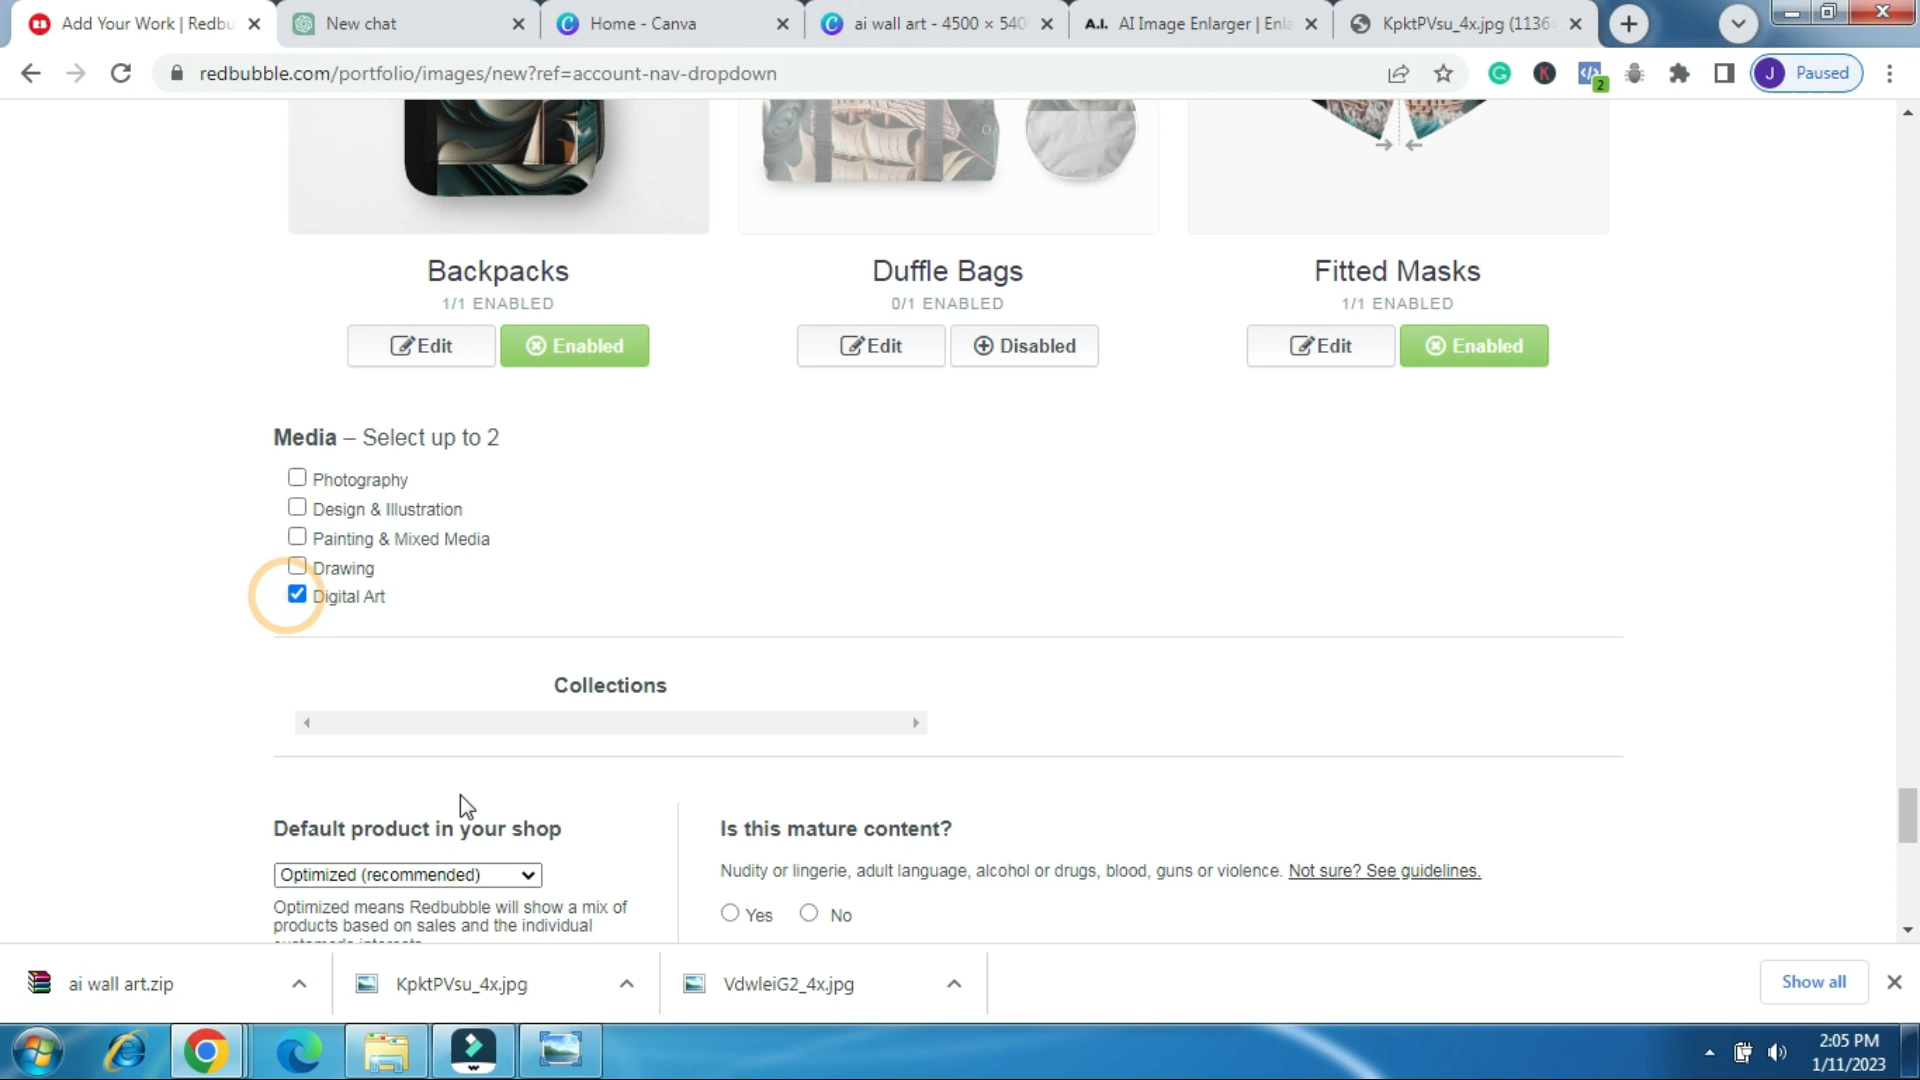 Add Your Work | Redbu
New chat
Home - Canva
ai wall art - 4500 × 540
A.I. AI Image Enlarger | Enla
KpktPVsu_4x.jpg (1136
redbubble.com/portfolio/images/new?ref=account-nav-dropdown
2
J Paused
Backpacks
1/1 ENABLED
Edit Enabled
Duffle Bags
0/1 ENABLED
Edit Disabled
Fitted Masks
1/1 ENABLED
Edit Enabled
Media – Select up to 2
Photography
Design & Illustration
Painting & Mixed Media
Drawing
Digital Art
Collections
Default product in your shop
Optimized (recommended)
Optimized means Redbubble will show a mix of
products based on sales and the individual
Is this mature content?
Nudity or lingerie, adult language, alcohol or drugs, blood, guns or violence. Not sure? See guidelines.
Yes No
ai wall art.zip
KpktPVsu_4x.jpg
VdwleiG2_4x.jpg
Show all
2:05 PM
1/11/2023